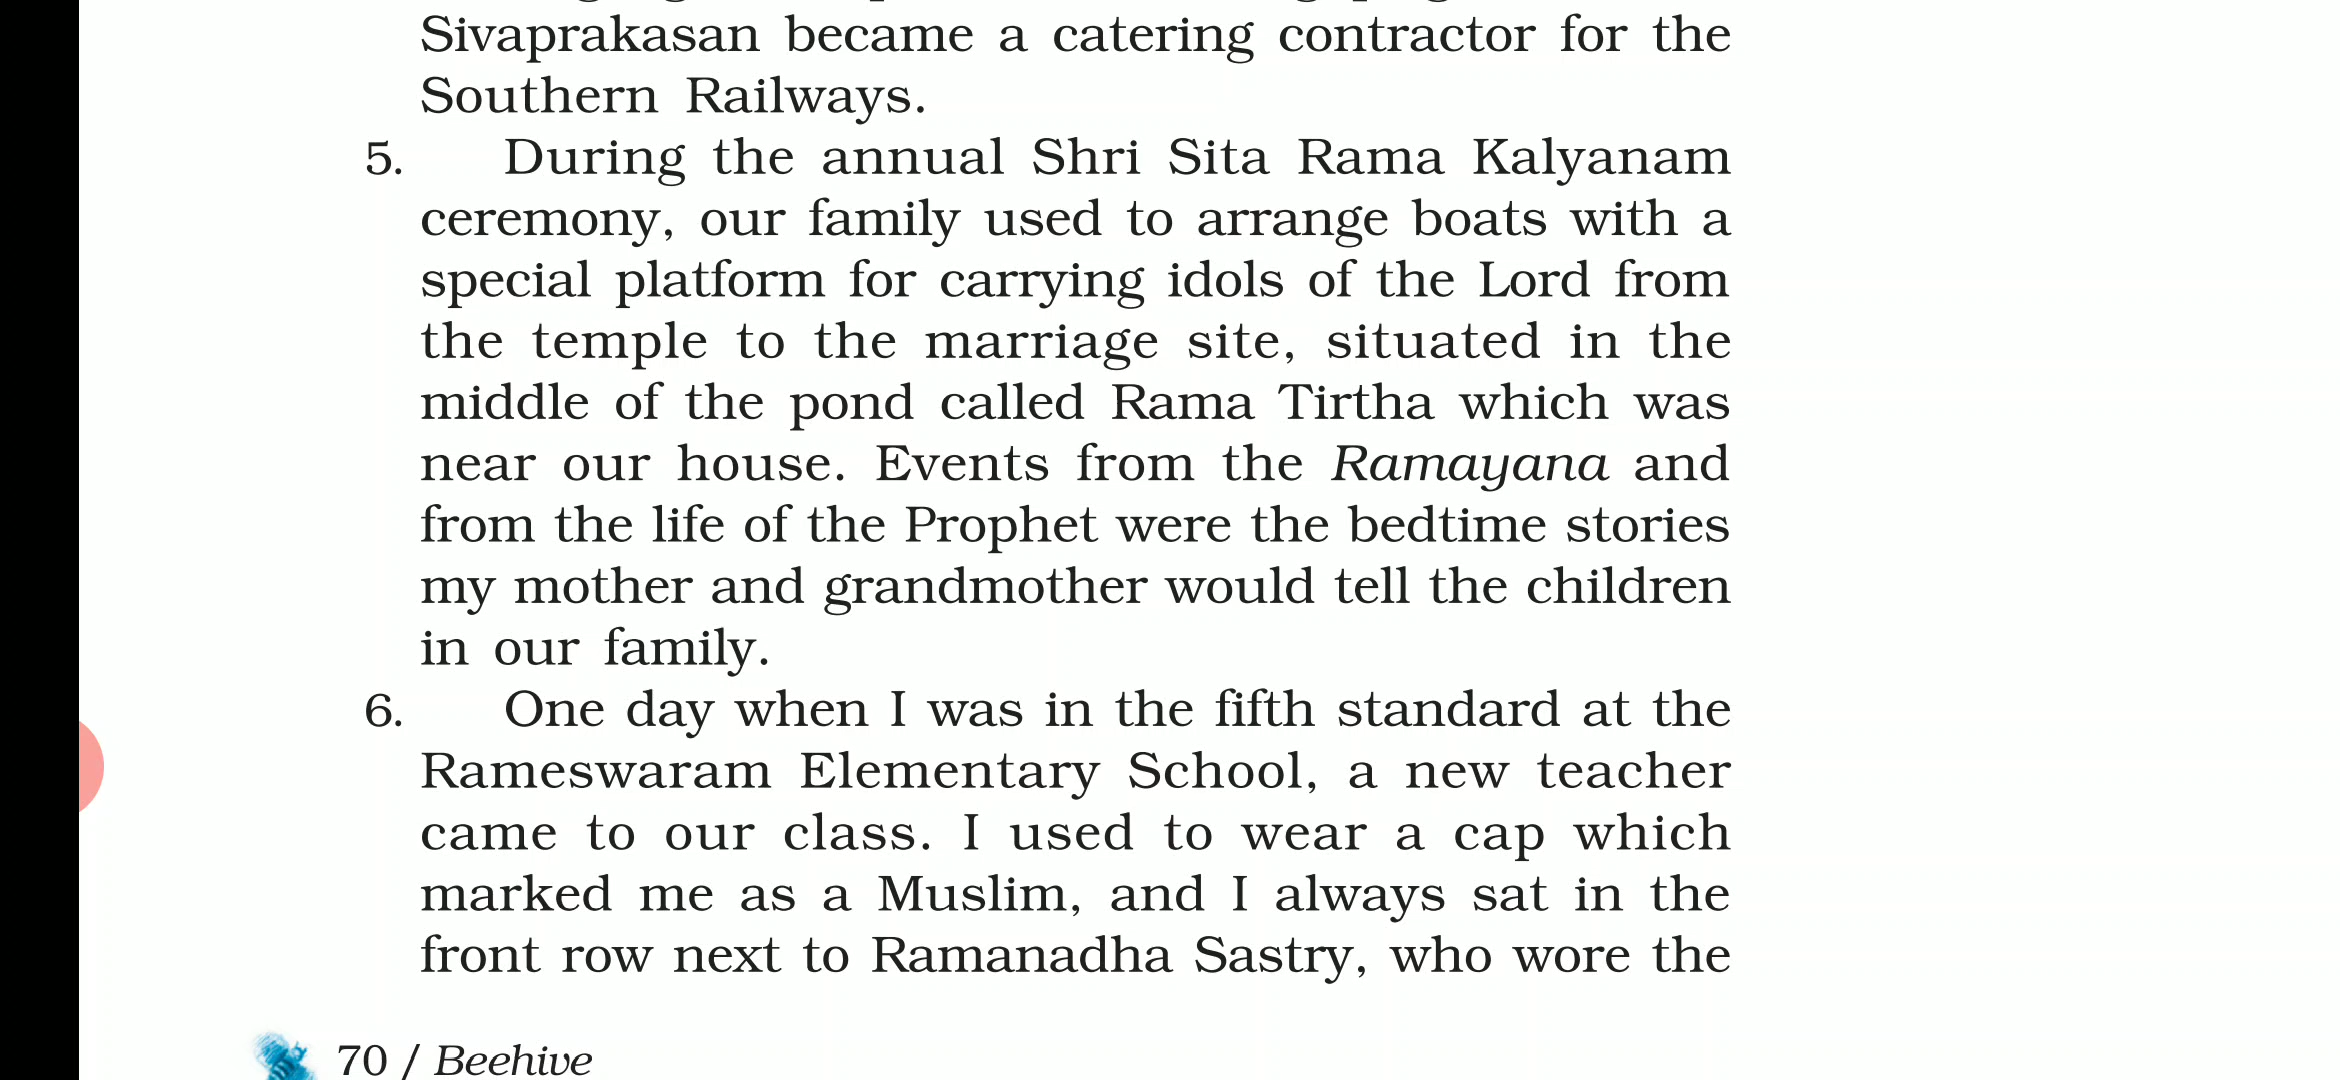 Sivaprakasan became a catering contractor for the
Southern Railways.
5. During the annual Shri Sita Rama Kalyanam
ceremony, our family used to arrange boats with a
special platform for carrying idols of the Lord from
the temple to the marriage site, situated in the
middle of the pond called Rama Tirtha which was
near our house. Events from the Ramayana and
from the life of the Prophet were the bedtime stories
my mother and grandmother would tell the children
in our family.
6. One day when I was in the fifth standard at the
Rameswaram Elementary School, a new teacher
came to our class. I used to wear a cap which
marked me as a Muslim, and I always sat in the
front row next to Ramanadha Sastry, who wore the
70 / Beehive